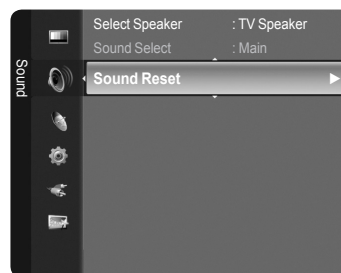 Sound
Select Speaker : TV Speaker
Sound Select : Main
Sound Reset